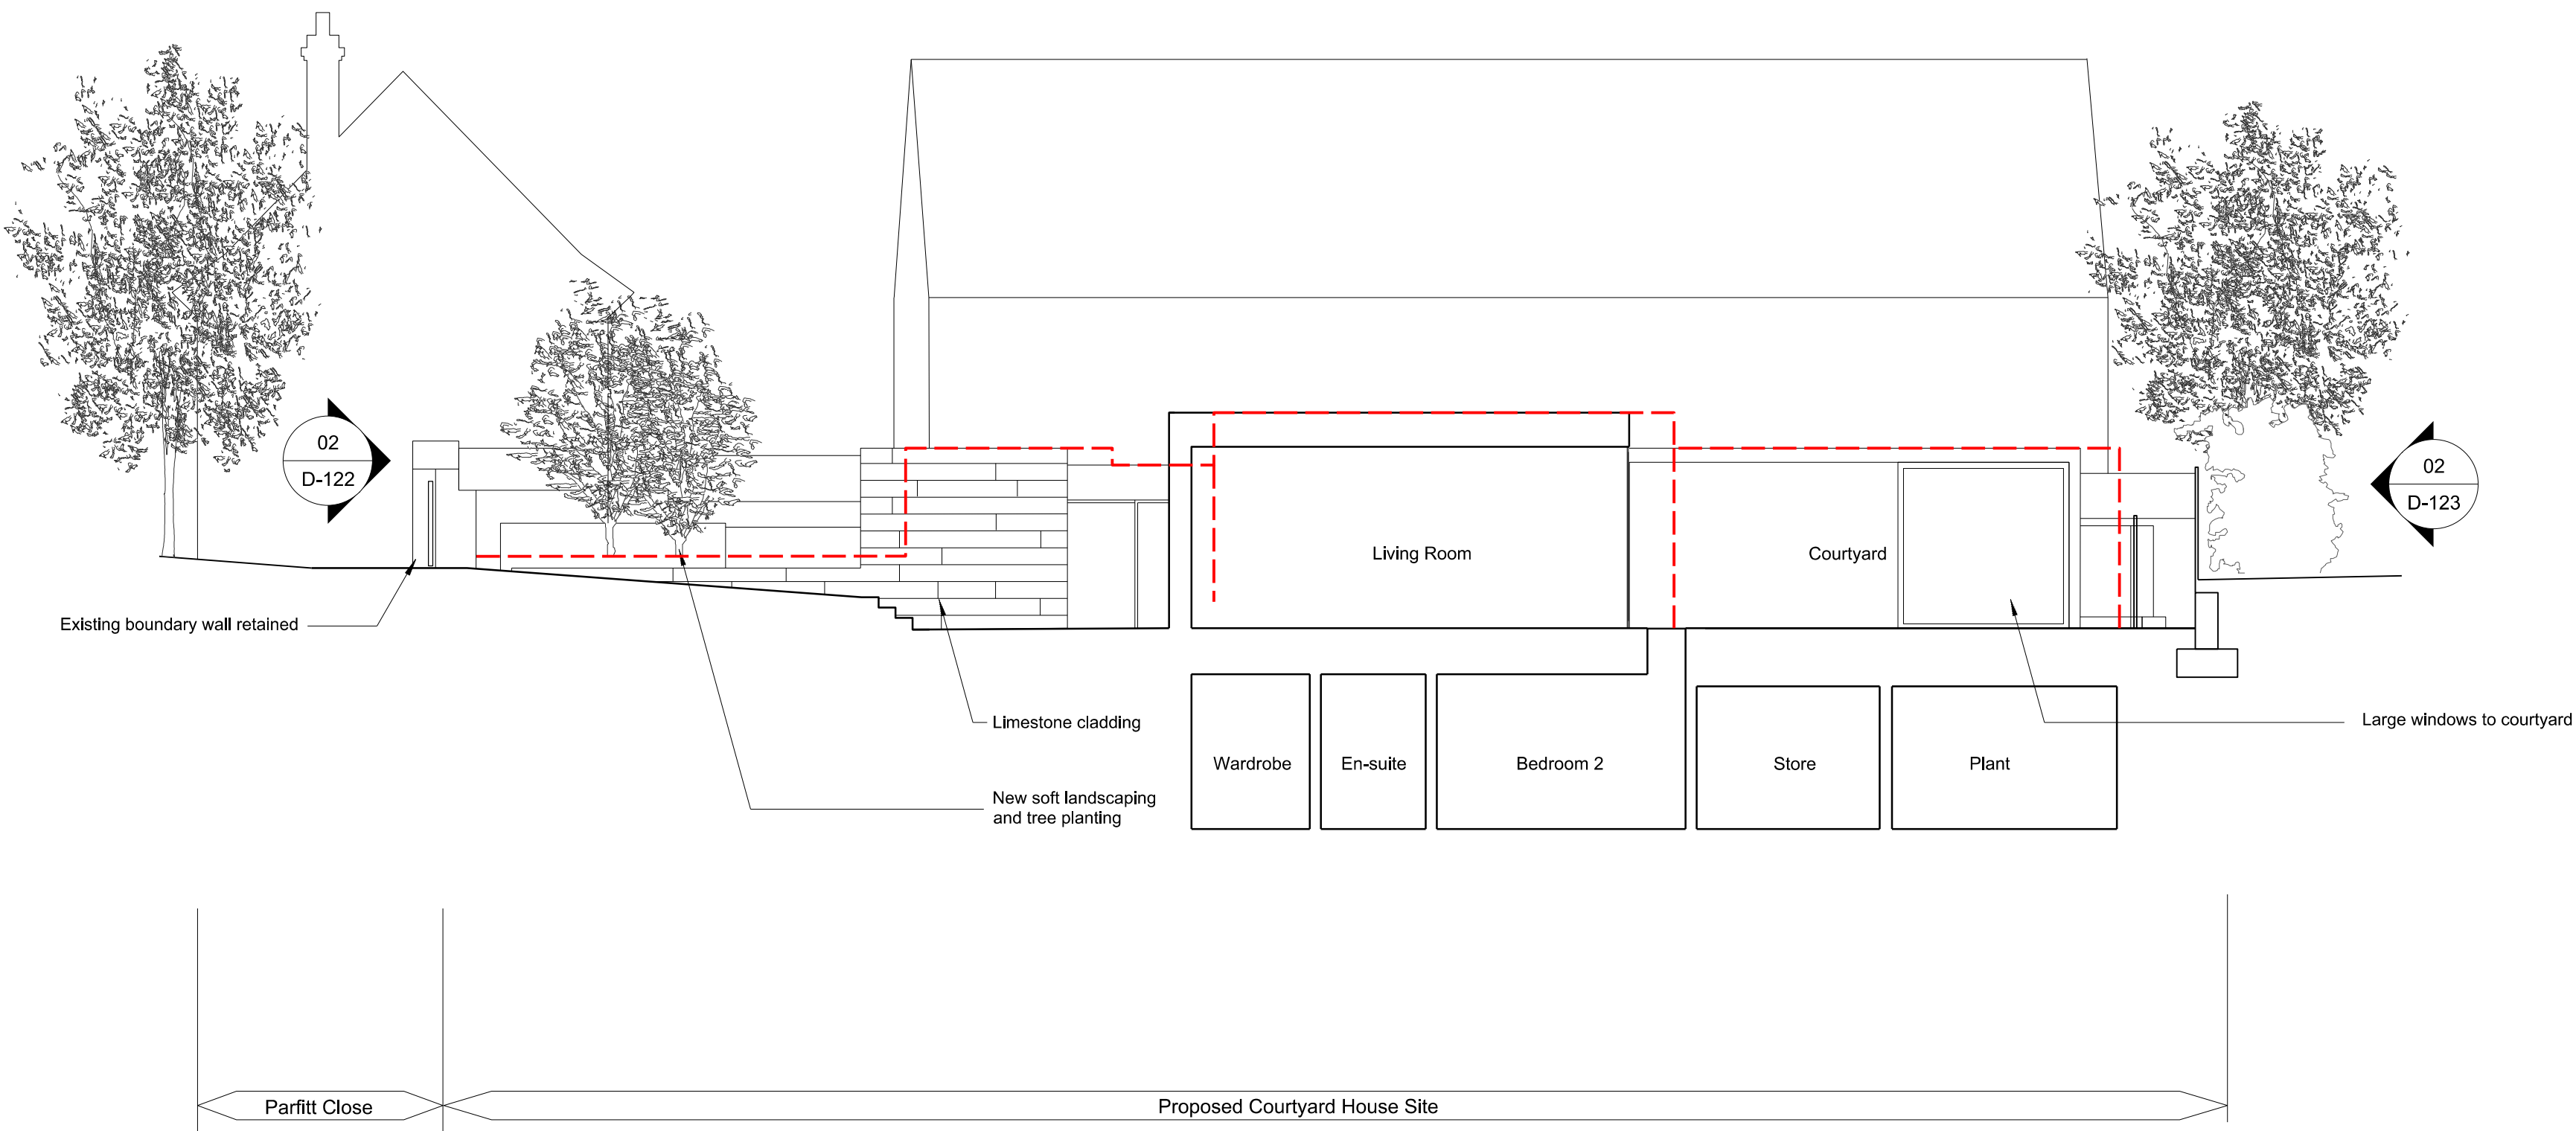 02
D-122
02
D-123
Living Room
Courtyard
Existing boundary wall retained
Limestone cladding
Large windows to courtyard
Wardrobe
En-suite
Bedroom 2
Store
Plant
New soft landscaping
and tree planting
Parfitt Close
Proposed Courtyard House Site